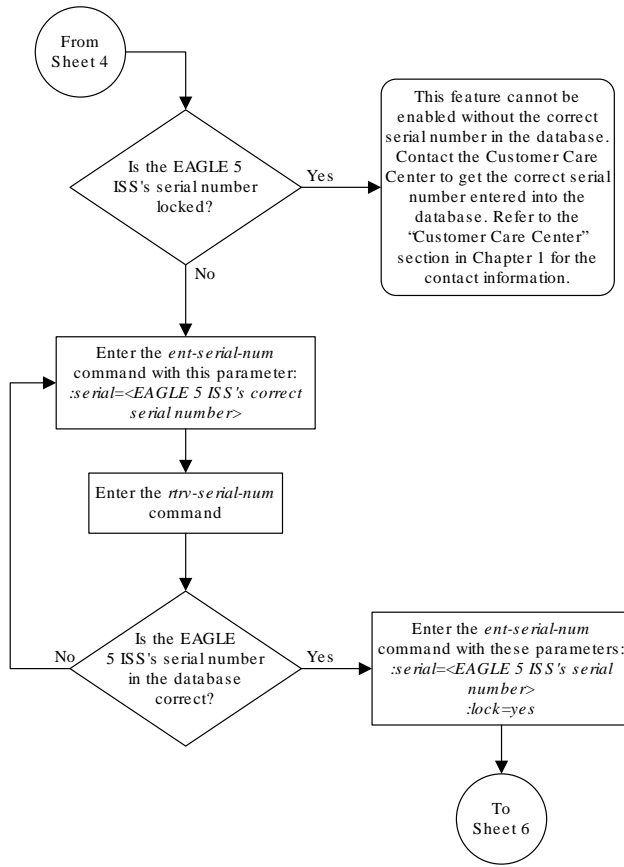 From
Sheet 4
This feature cannot be
enabled without the correct
serial number in the database.
Contact the Customer Care
Center to get the correct serial
number entered into the
database. Refer to the
“Customer Care Center”
section in Chapter 1 for the
contact information.
Is the EAGLE 5
ISS's serial number
locked?
Yes
No
Enter the ent-serial-num
command with this parameter:
:serial=<EAGLE 5 ISS's correct
serial number>
Enter the rtrv-serial-num
command
Is the EAGLE
5 ISS's serial number
in the database
correct?
No
Yes
Enter the ent-serial-num
command with these parameters:
:serial=<EAGLE 5 ISS's serial
number>
:lock=yes
To
Sheet 6